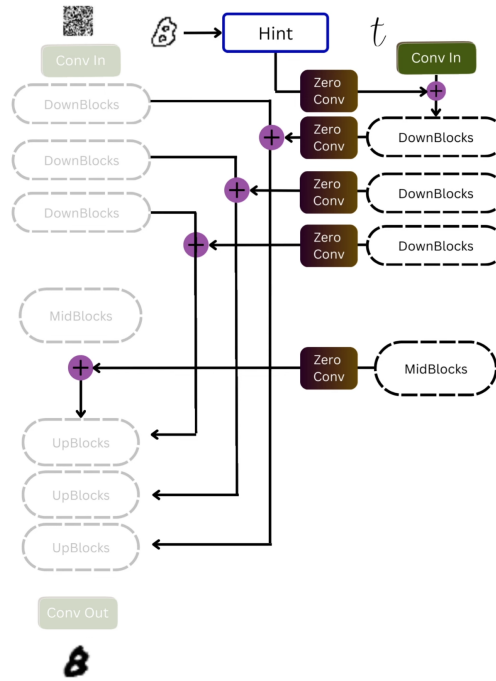 Hint
t
Conv In
Conv In
Zero
Conv
DownBlocks
Zero
Conv
DownBlocks
DownBlocks
Zero
Conv
DownBlocks
DownBlocks
Zero
Conv
DownBlocks
MidBlocks
Zero
Conv
MidBlocks
UpBlocks
UpBlocks
UpBlocks
Conv Out
8